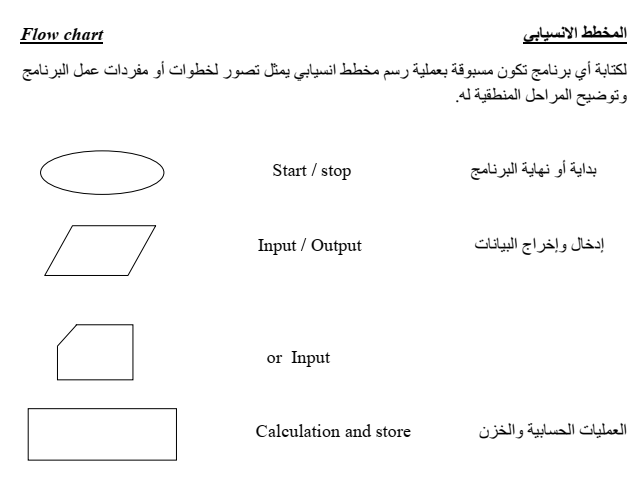 Flow chart المخطط الانسيابي
لكتابة أي برنامج تكون مسبوقة بعملية رسم مخطط انسيابي يمثل تصور لخطوات أو مفردات عمل البرنامج
وتوضيح المراحل المنطقية له.
Start / stop بداية أو نهاية البرنامج
Input / Output إدخال وإخراج البيانات
or Input
Calculation and store العمليات الحسابية والخزن